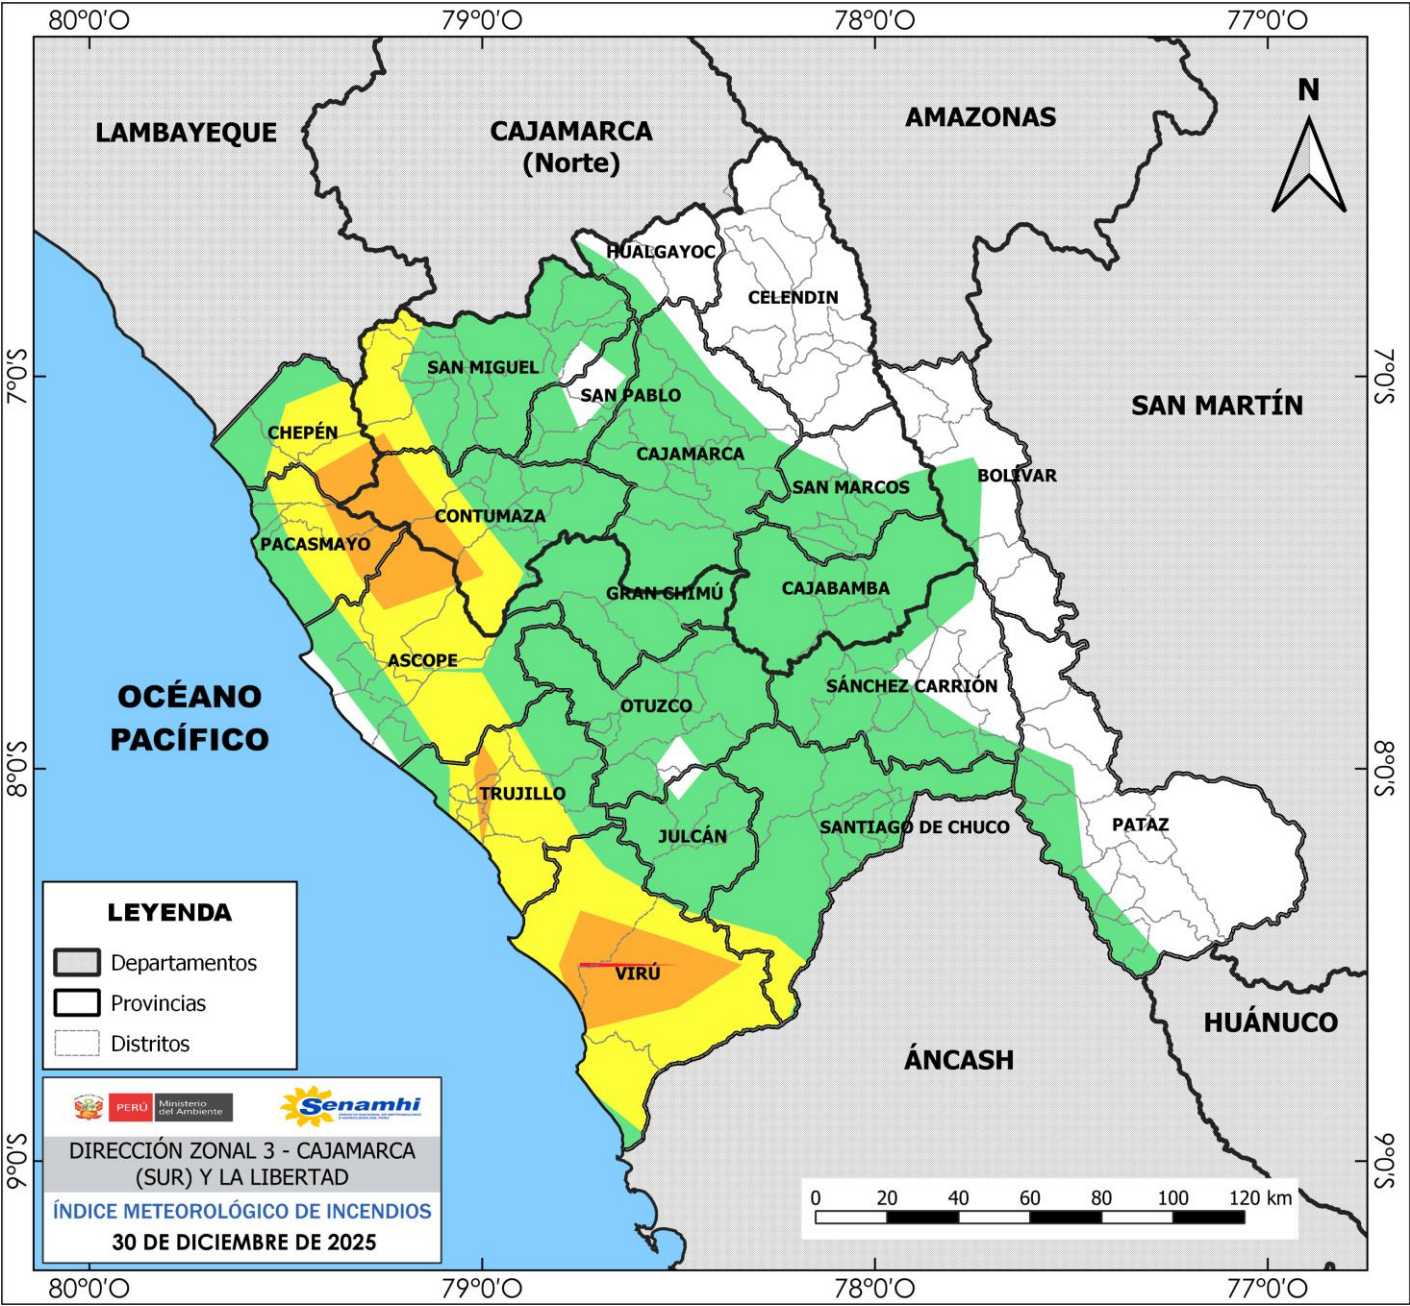 80°0'O 79°0'O 78°0'O 77°0'O
N
LAMBAYEQUE
CAJAMARCA
(Norte)
AMAZONAS
HUALGAYOC
CELENDIN
SAN MIGUEL
SAN PABLO
7°0'S
7°0'S
SAN MARTÍN
CHEPÉN
CAJAMARCA
SAN MARCOS
BOLIVAR
CONTUMAZA
PACASMAYO
GRAN CHIMÚ
CAJABAMBA
ASCOPE
OCÉANO
PACÍFICO
OTUZCO
SÁNCHEZ CARRIÓN
8°0'S
8°0'S
TRUJILLO
JULCÁN
SANTIAGO DE CHUCO
PATAZ
VIRÚ
HUÁNUCO
ÁNCASH
LEYENDA
Departamentos
Provincias
Distritos
PERÚ
Ministerio
del Ambiente
Senamhi
DIRECCIÓN ZONAL 3 - CAJAMARCA
(SUR) Y LA LIBERTAD
ÍNDICE METEOROLÓGICO DE INCENDIOS
30 DE DICIEMBRE DE 2025
9°0'S
9°0'S
0 20 40 60 80 100 120 km
80°0'O 79°0'O 78°0'O 77°0'O